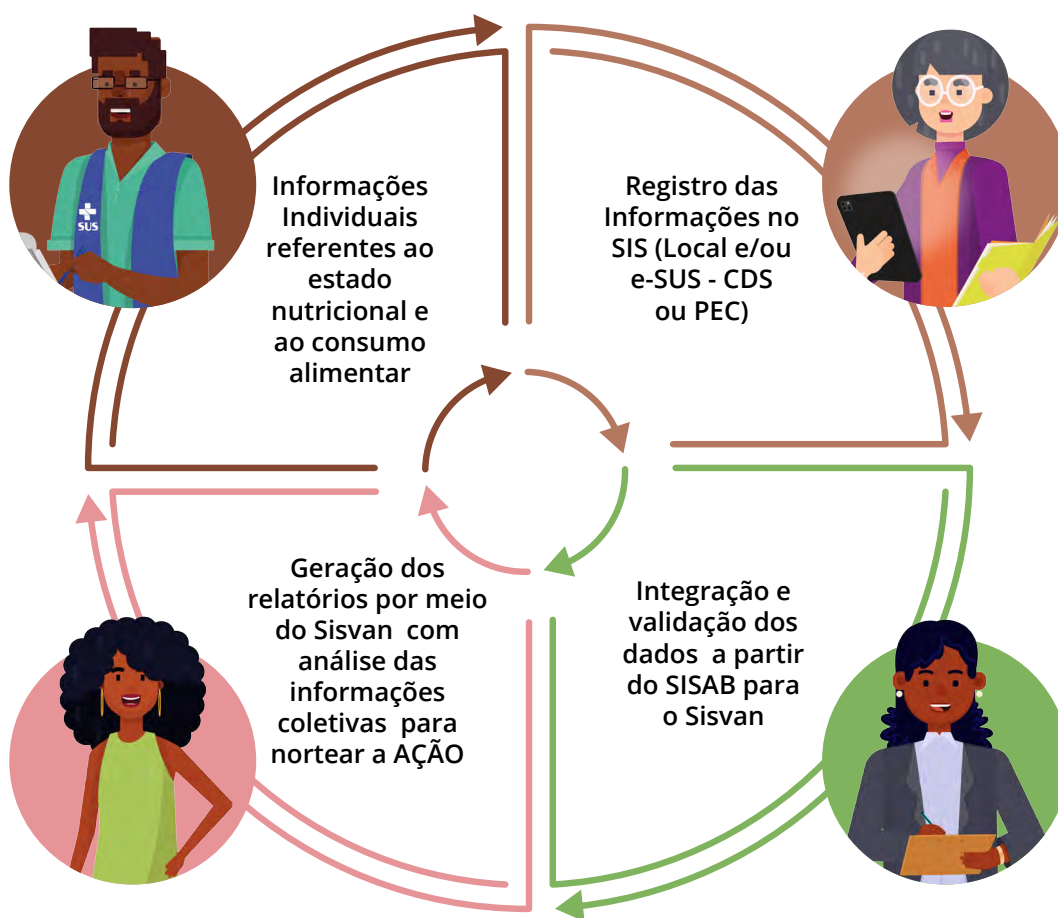 SUS
Informações
Individuais
referentes ao
estado
nutricional e
ao consumo
alimentar
Registro das
Informações no
SIS (Local e/ou
e-SUS - CDS
ou PEC)
Integração e
validação dos
dados a partir
do SISAB para
o Sisvan
Geração dos
relatórios por meio
do Sisvan com
análise das
informações
coletivas para
nortear a AÇÃO